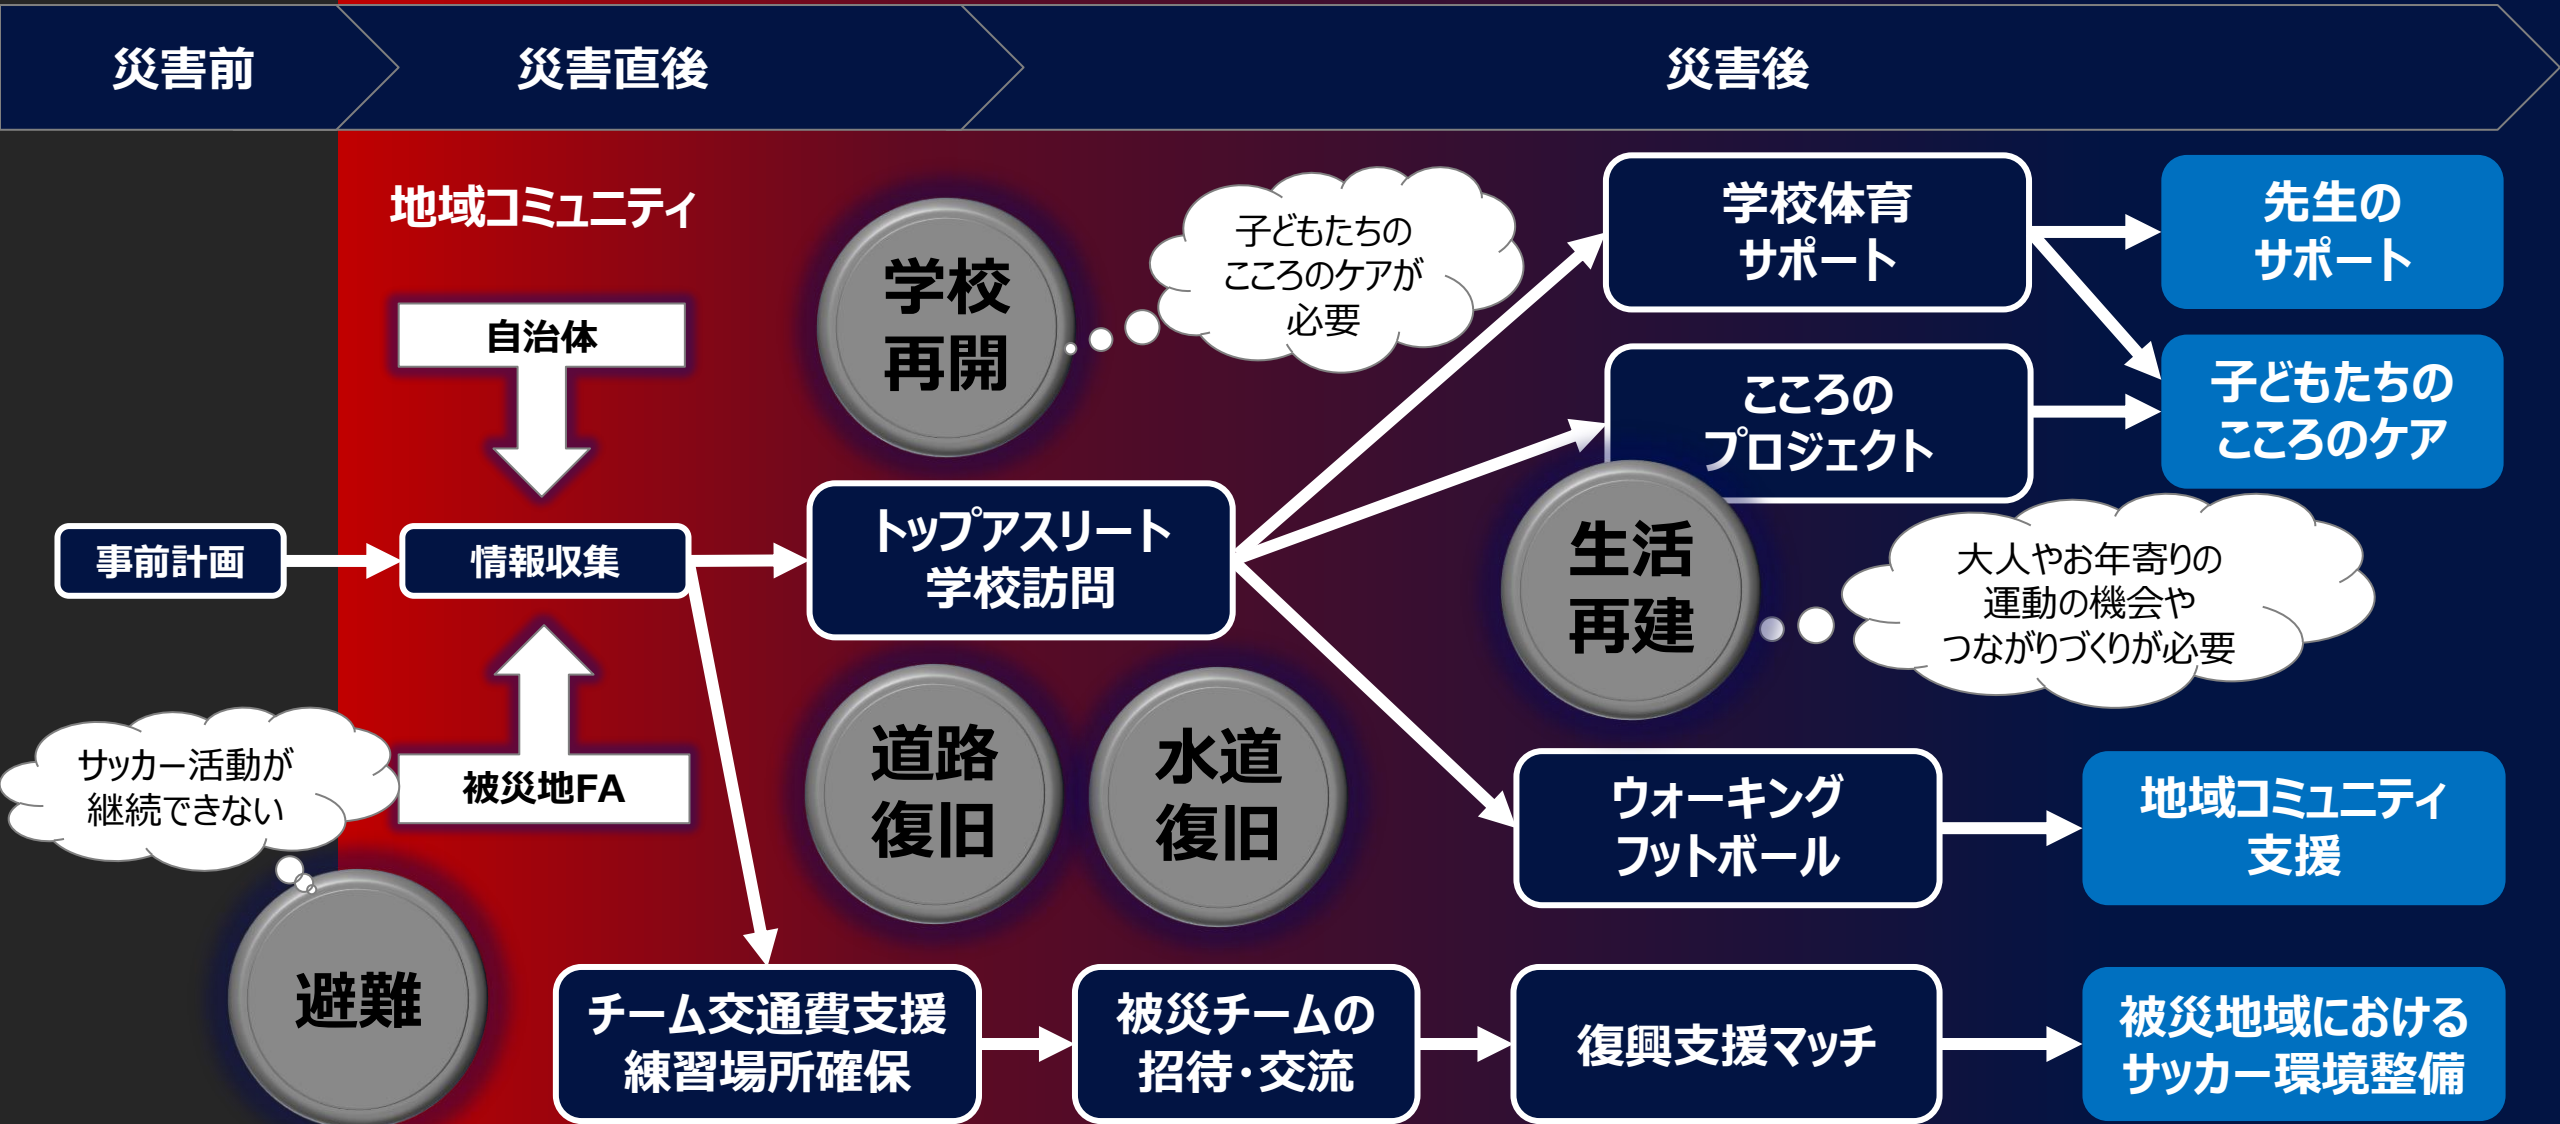 災害前
災害直後
災害後
地域コミュニティ
自治体
学校
再開
子どもたちの
こころのケアが
必要
学校体育
サポート
先生の
サポート
こころの
プロジェクト
子どもたちの
こころのケア
事前計画
情報収集
トップアスリート
学校訪問
生活
再建
大人やお年寄りの
運動の機会や
つながりづくりが必要
サッカー活動が
継続できない
被災地FA
道路
復旧
水道
復旧
ウォーキング
フットボール
地域コミュニティ
支援
避難
チーム交通費支援
練習場所確保
被災チームの
招待・交流
復興支援マッチ
被災地域における
サッカー環境整備